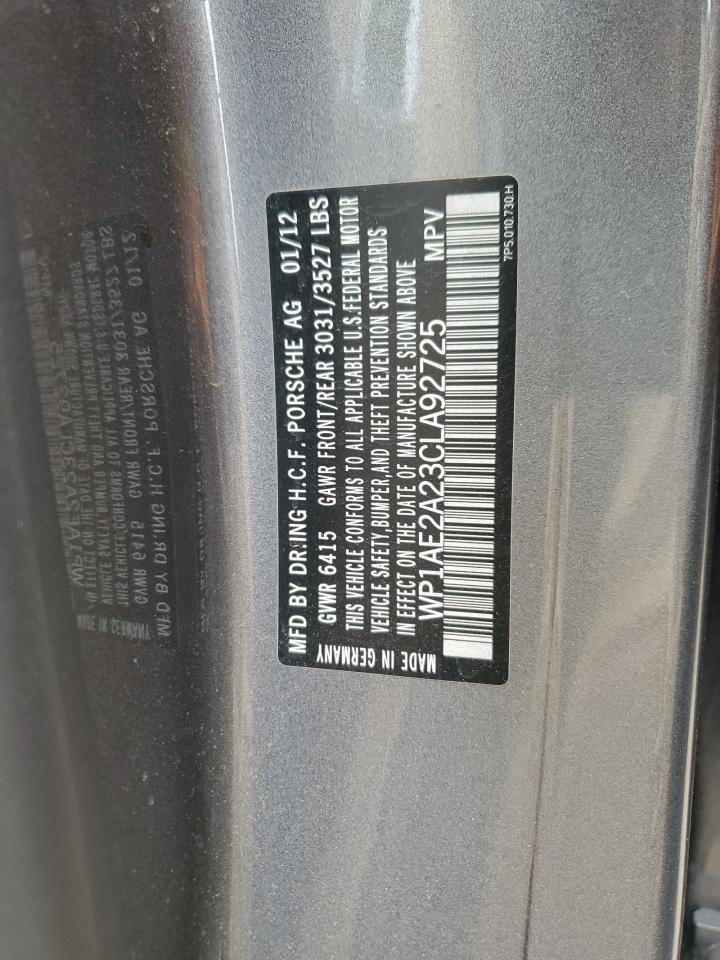 MFD BY DR.ING H.C.F. PORSCHE AG 01/12
GVWR 6415 GAWR FRONT/REAR 3031/3527 LBS
THIS VEHICLE CONFORMS TO ALL APPLICABLE U.S.FEDERAL MOTOR
VEHICLE SAFETY,BUMPER,AND THEFT PREVENTION STANDARDS
IN EFFECT ON THE DATE OF MANUFACTURE SHOWN ABOVE
WP1AE2A23CLA92725 MPV
MADE IN GERMANY
7P5.010.730.H